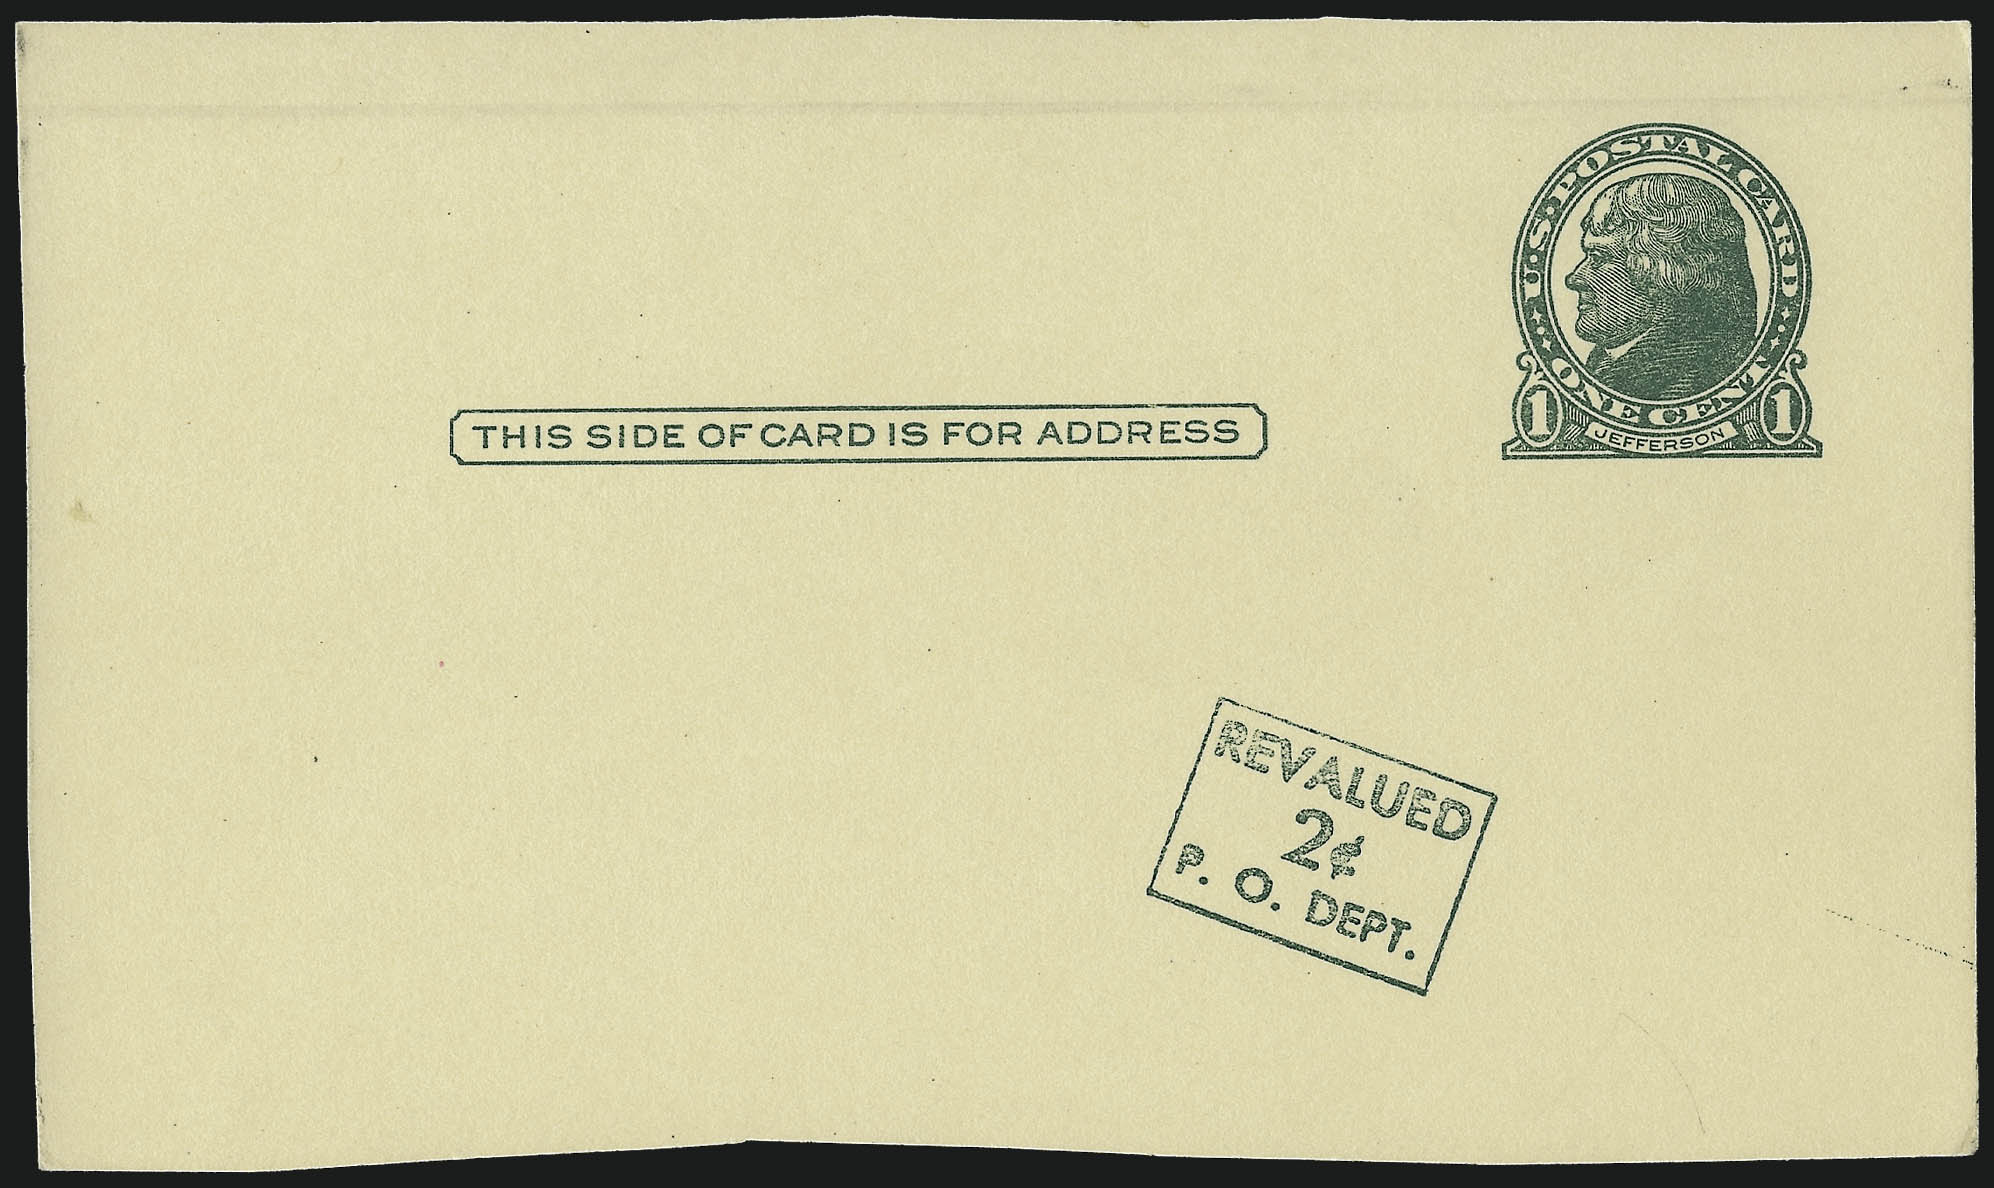 U.S. POSTAL CARD
ONE CENT
1 1
JEFFERSON
THIS SIDE OF CARD IS FOR ADDRESS
REVALUED
2¢
P. O. DEPT.